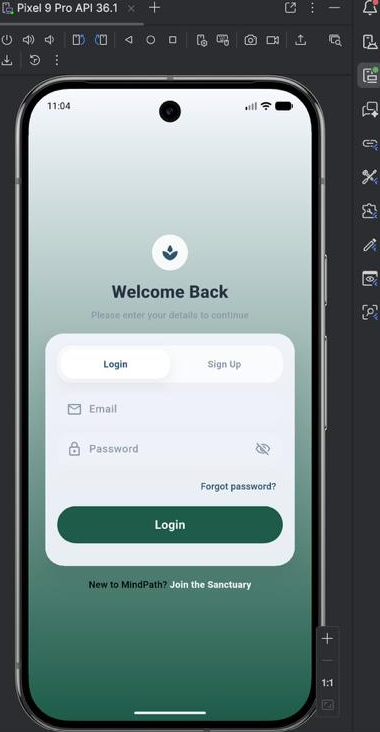 Pixel 9 Pro API 36.1
11:04
Welcome Back
Please enter your details to continue
Login
Sign Up
Email
Password
Forgot password?
Login
New to MindPath? Join the Sanctuary
1:1